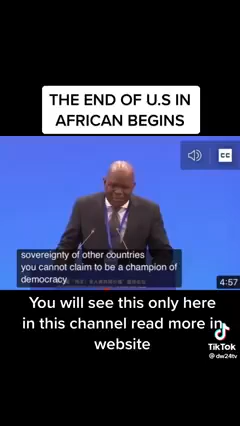 THE END OF U.S IN
AFRICAN BEGINS
CC
sovereignty of other countries
you cannot claim to be a champion of
democracy
4:57
You will see this only here
in this channel read more in
website
TikTok
@dw24tv